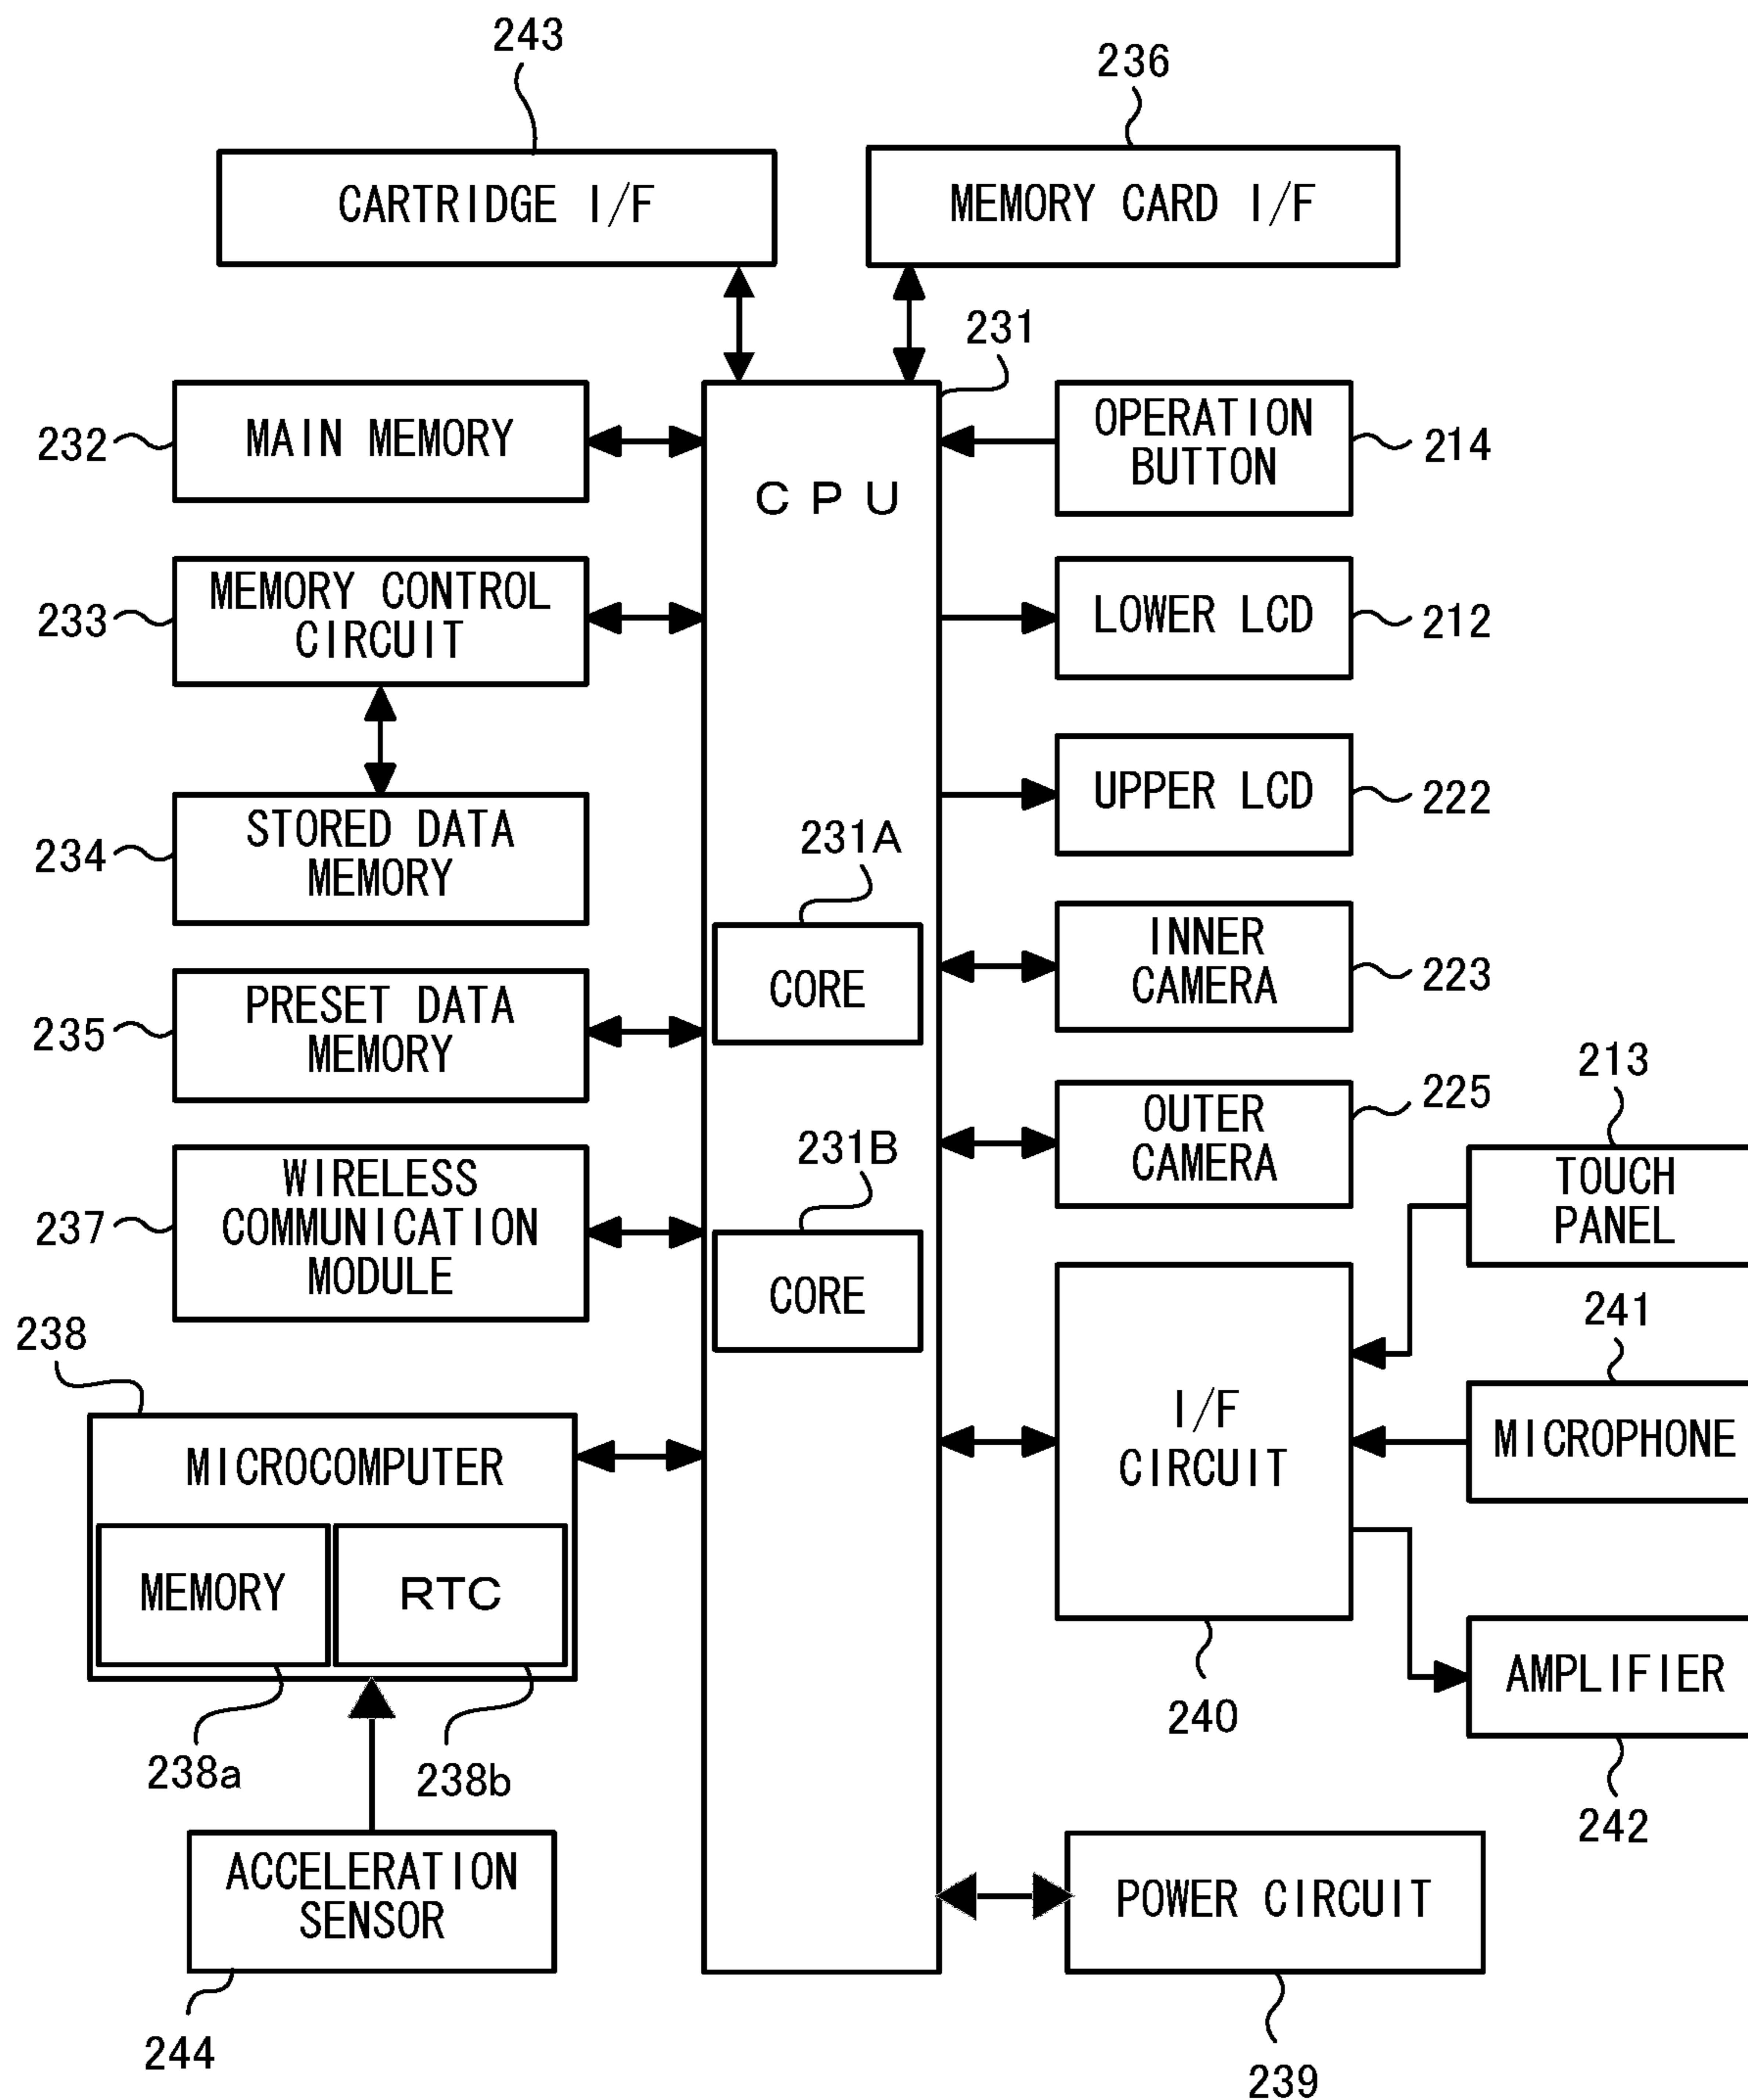 243
236
CARTRIDGE I/F
MEMORY CARD I/F
231
232
MAIN MEMORY
CPU
OPERATION
BUTTON
214
233
MEMORY CONTROL
CIRCUIT
LOWER LCD
212
UPPER LCD
222
234
STORED DATA
MEMORY
231A
CORE
INNER
CAMERA
223
235
PRESET DATA
MEMORY
213
225
OUTER
CAMERA
231B
CORE
TOUCH
PANEL
237
WIRELESS
COMMUNICATION
MODULE
241
238
MICROCOMPUTER
I/F
CIRCUIT
MICROPHONE
MEMORY
RTC
AMPLIFIER
240
238a
238b
242
ACCELERATION
SENSOR
POWER CIRCUIT
244
239